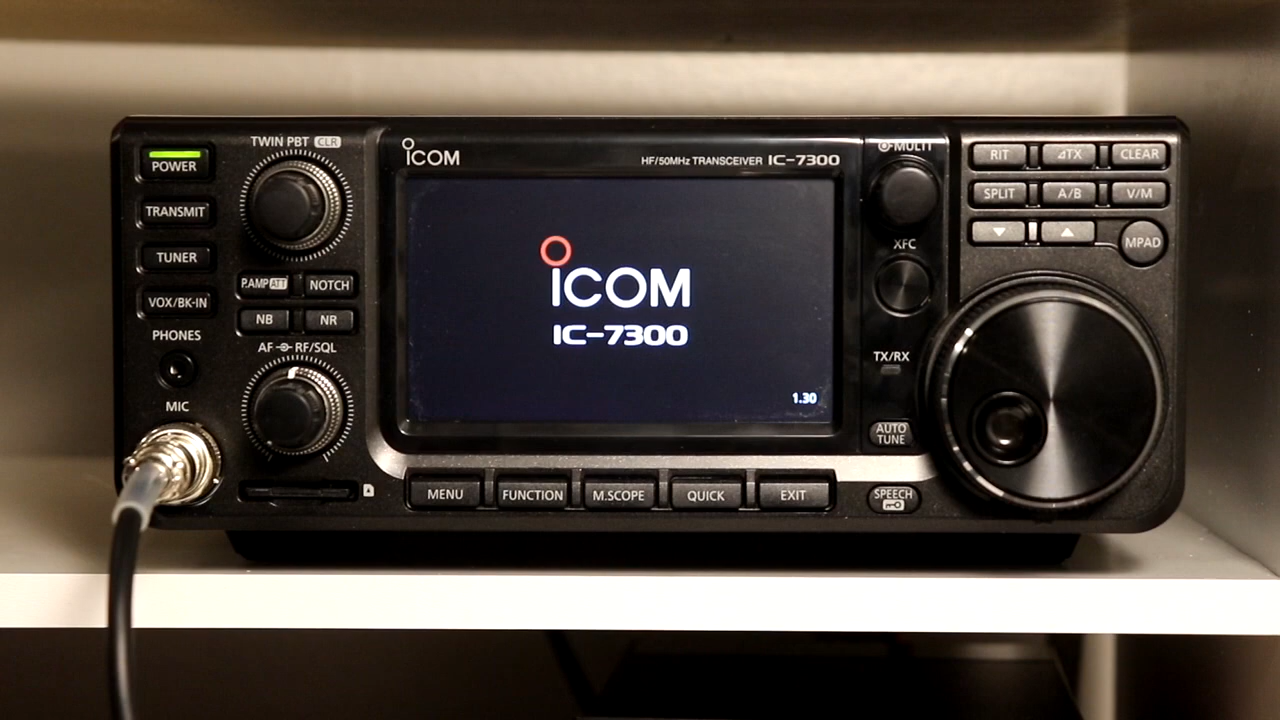 POWER
TRANSMIT
TUNER
VOX/BK-IN
PHONES
MIC
TWIN PBT CLR
P.AMP ATT
NOTCH
NB
NR
AF RF/SQL
ICOM
HF/50MHz TRANSCEIVER IC-7300
ICOM
IC-7300
1.30
MENU
FUNCTION
M.SCOPE
QUICK
EXIT
MULTI
XFC
TX/RX
AUTO
TUNE
SPEECH
RIT
⊿TX
CLEAR
SPLIT
A/B
V/M
MPAD